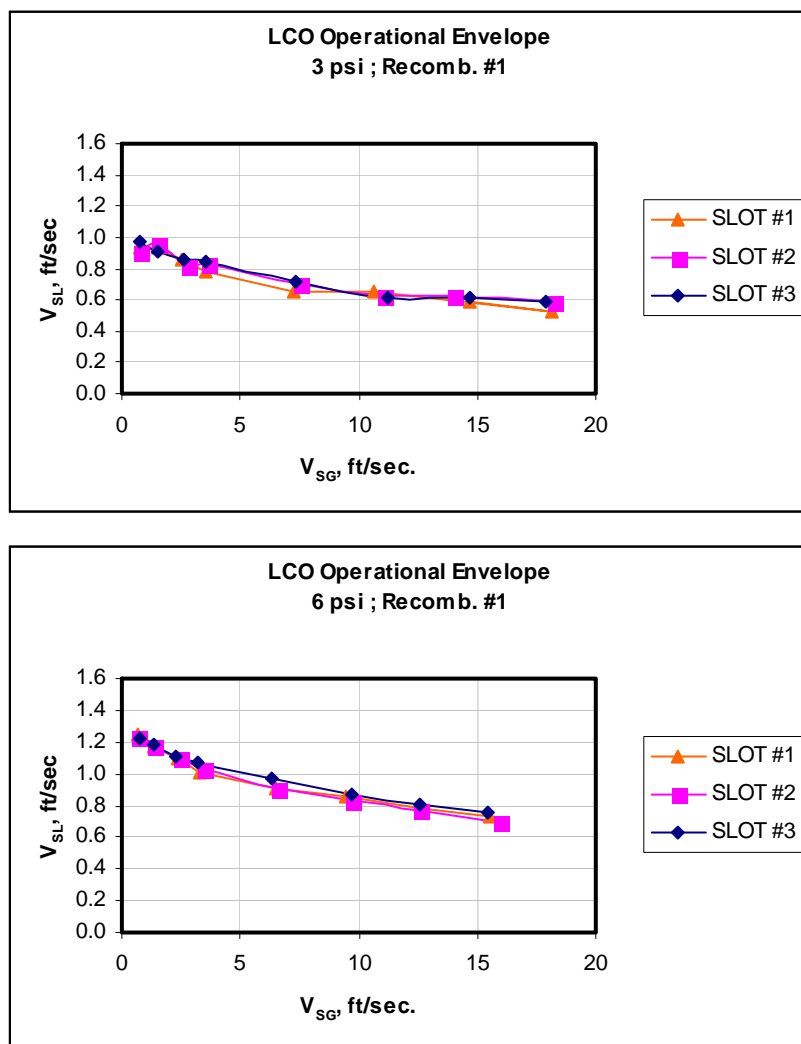 LCO Operational Envelope
3 psi ; Recomb. #1
1.6
1.4
1.2
1.0
0.8
0.6
0.4
0.2
0.0
V_SL, ft/sec
0 5 10 15 20
V_SG, ft/sec.
SLOT #1
SLOT #2
SLOT #3
LCO Operational Envelope
6 psi ; Recomb. #1
1.6
1.4
1.2
1.0
0.8
0.6
0.4
0.2
0.0
V_SL, ft/sec
0 5 10 15 20
V_SG, ft/sec.
SLOT #1
SLOT #2
SLOT #3